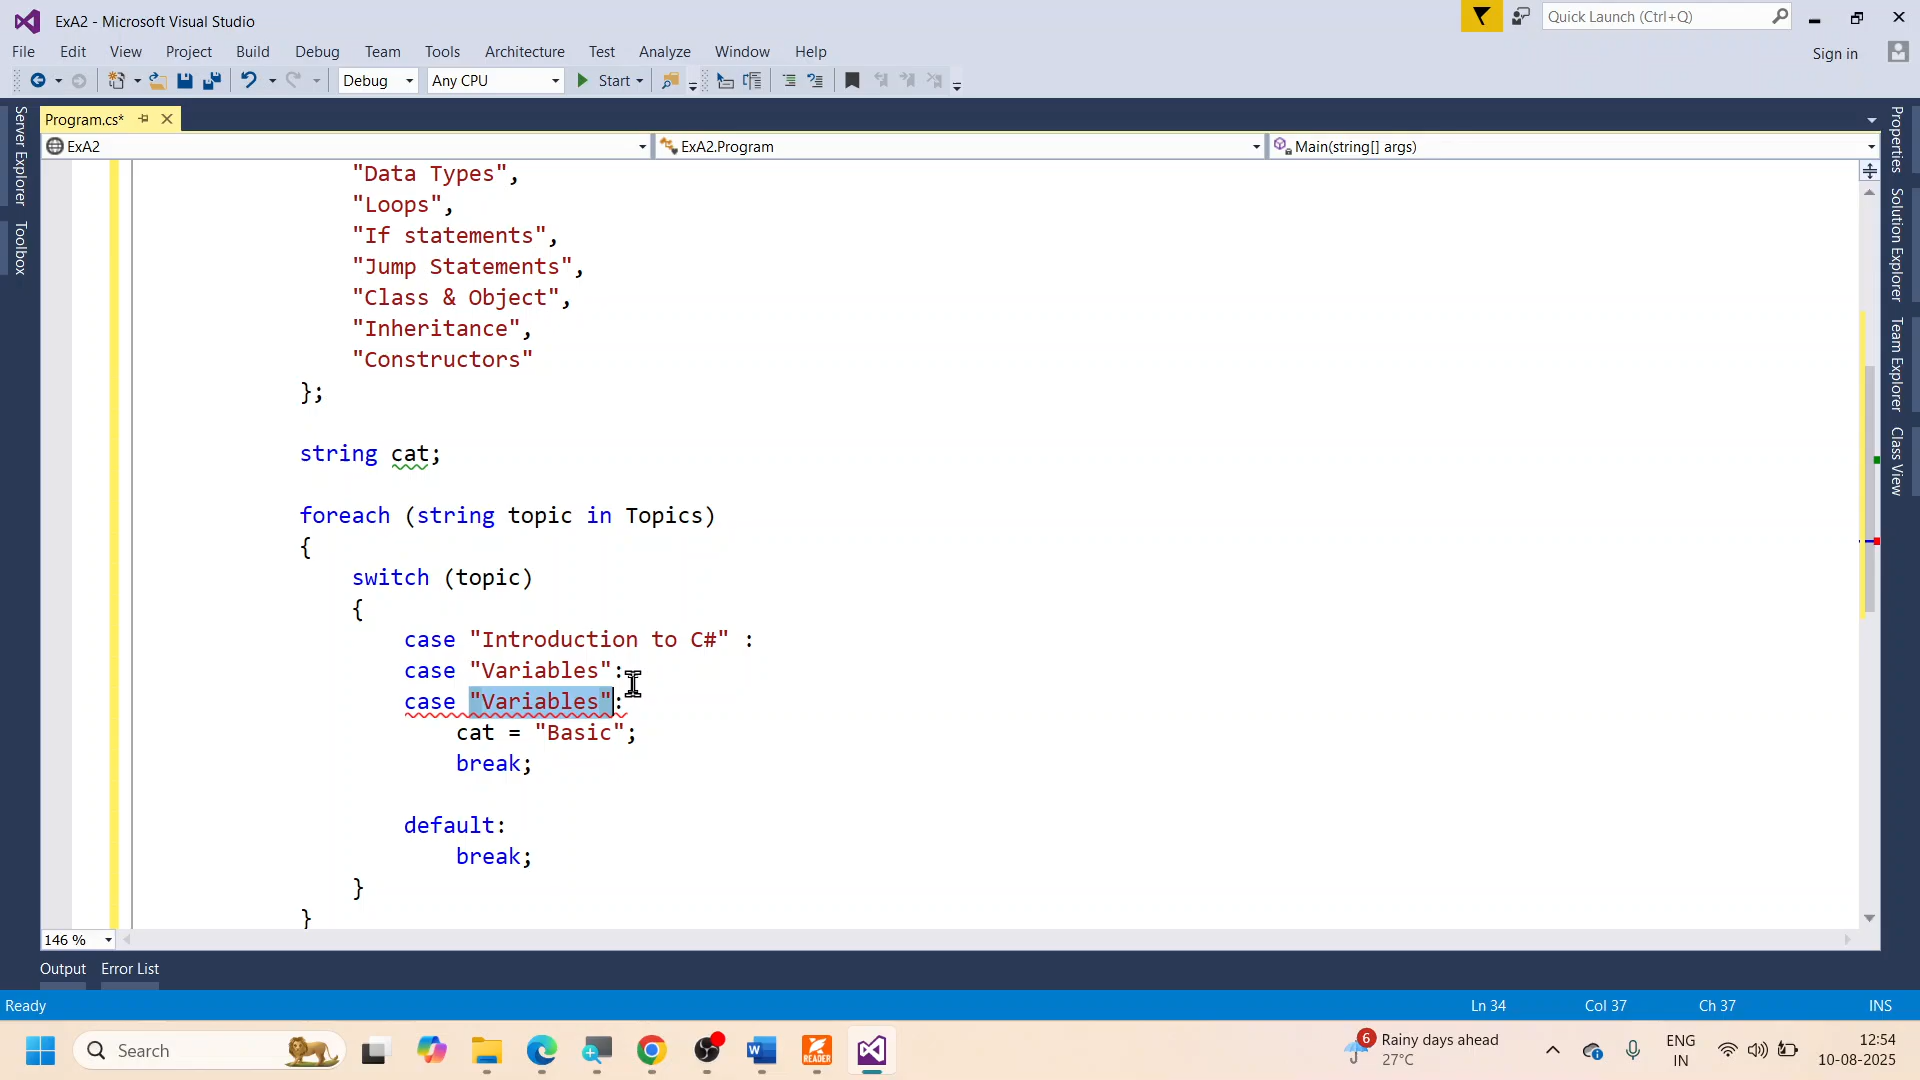 ExA2 - Microsoft Visual Studio
Quick Launch (Ctrl+Q)
File Edit View Project Build Debug Team Tools Architecture Test Analyze Window Help
Sign in
Debug Any CPU Start
Program.cs*
ExA2 ExA2.Program Main(string[] args)
Server Explorer
Toolbox
Properties
Solution Explorer
Team Explorer
Class View
"Data Types",
"Loops",
"If statements",
"Jump Statements",
"Class & Object",
"Inheritance",
"Constructors"
};
string cat;
foreach (string topic in Topics)
{
switch (topic)
{
case "Introduction to C#" :
case "Variables":
case "Variables":
cat = "Basic";
break;
default:
break;
}
}
146 %
Output Error List
Ready Ln 34 Col 37 Ch 37 INS
Search
READER
6
Rainy days ahead
27°C
ENG
IN
12:54
10-08-2025